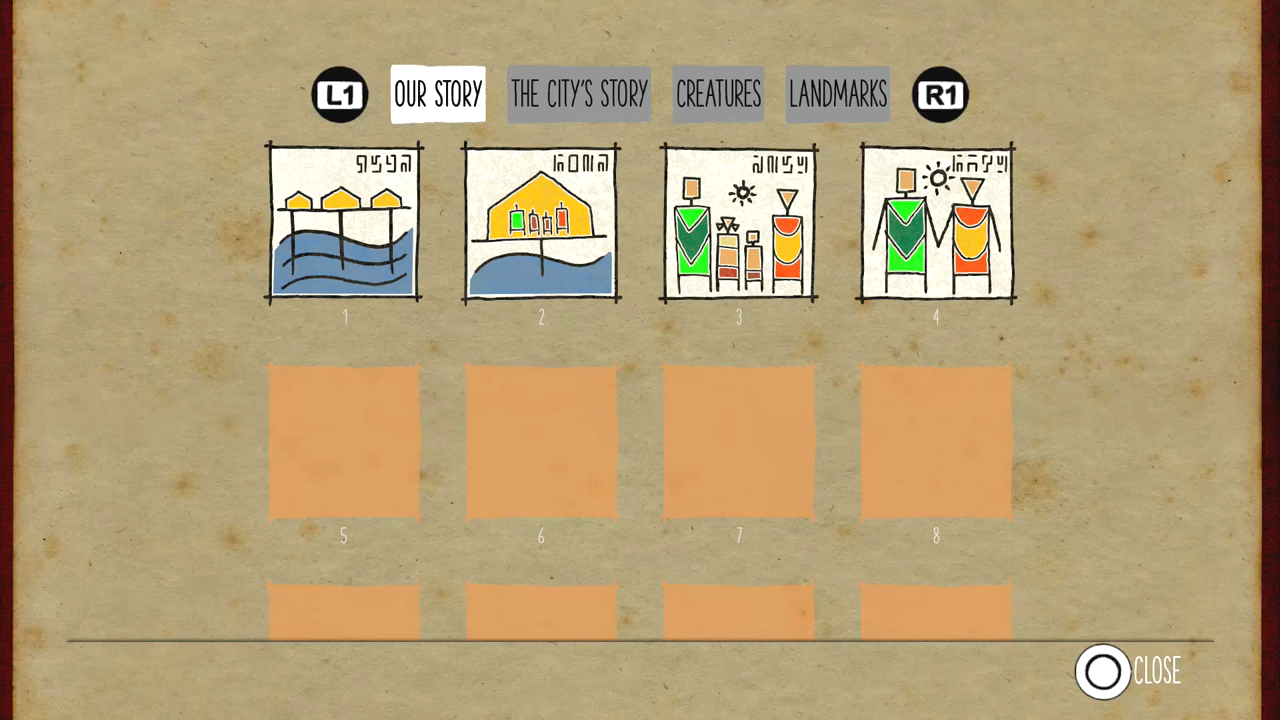 L1 OUR STORY THE CITY'S STORY CREATURES LANDMARKS R1
1 2 3 4
5 6 7 8
CLOSE